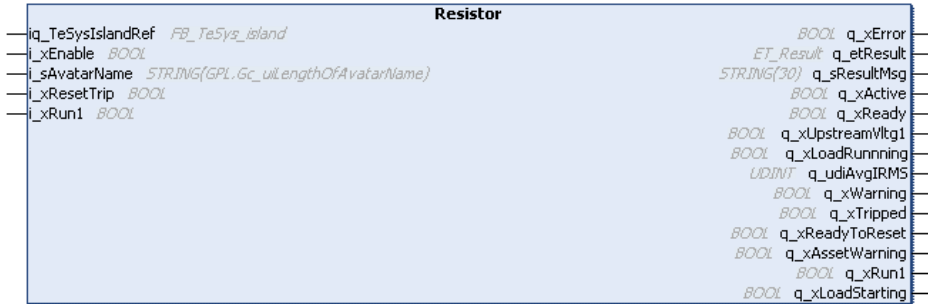 Resistor
iq_TeSysIslandRef FB_TeSys_island BOOL q_xError
i_xEnable BOOL ET_Result q_etResult
i_sAvatarName STRING(GPL.Gc_uiLengthOfAvatarName) STRING(30) q_sResultMsg
i_xResetTrip BOOL BOOL q_xActive
i_xRun1 BOOL BOOL q_xReady
BOOL q_xUpstreamVltg1
BOOL q_xLoadRunnning
UDINT q_udiAvgIRMS
BOOL q_xWarning
BOOL q_xTripped
BOOL q_xReadyToReset
BOOL q_xAssetWarning
BOOL q_xRun1
BOOL q_xLoadStarting